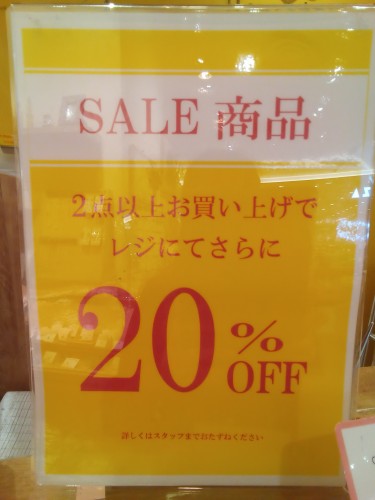 SALE 商品
2点以上お買い上げで
レジにてさらに
20%
OFF
詳しくはスタッフまでおたずねください